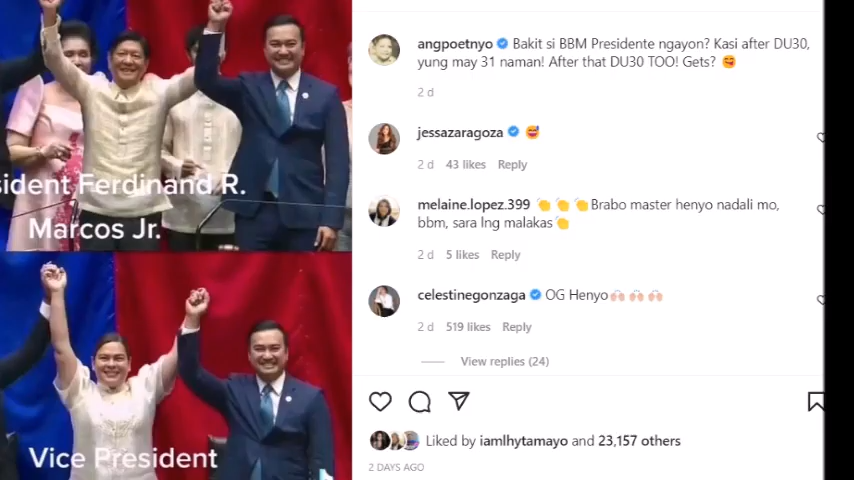 sident Ferdinand R.
Marcos Jr.
Vice President
angpoetnyo Bakit si BBM Presidente ngayon? Kasi after DU30,
yung may 31 naman! After that DU30 TOO! Gets? 🥰
2 d
jessazaragoza 😅
2 d 43 likes Reply
melaine.lopez.399 👏👏👏Brabo master henyo nadali mo,
bbm, sara lng malakas👏
2 d 5 likes Reply
celestinegonzaga OG Henyo🙌🏻🙌🏻🙌🏻
2 d 519 likes Reply
View replies (24)
Liked by iamlhytamayo and 23,157 others
2 DAYS AGO